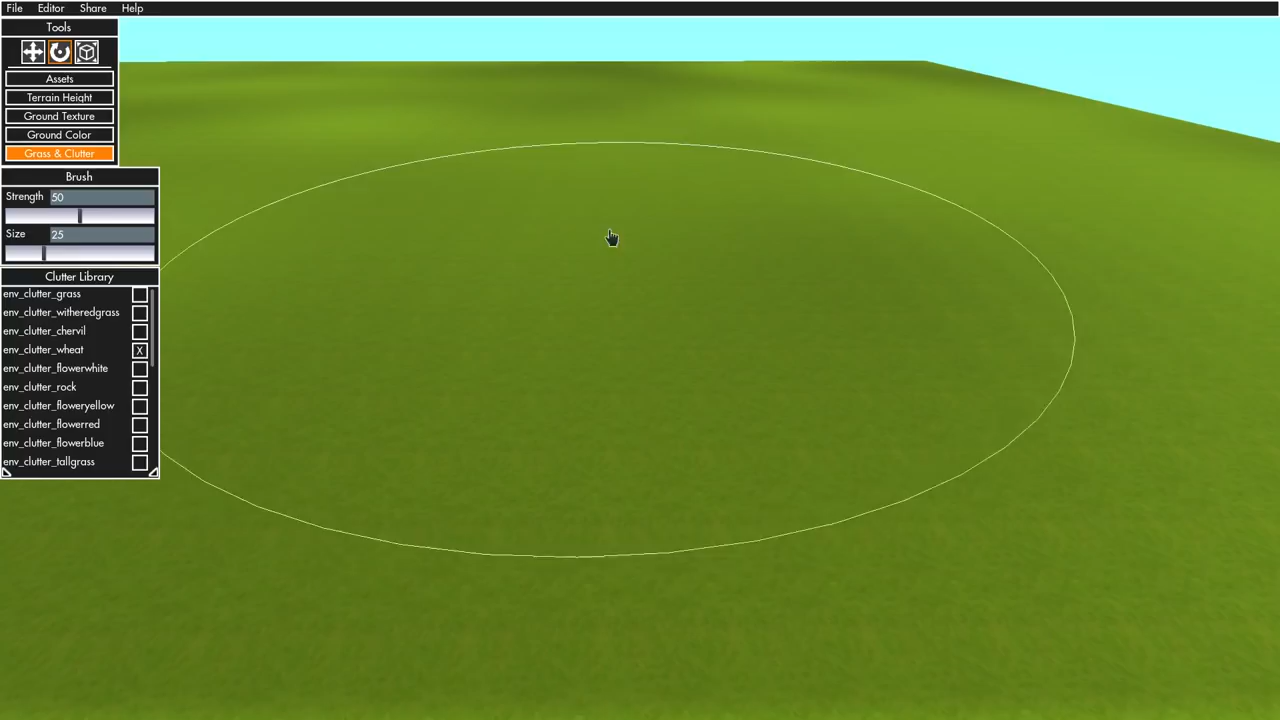 File Editor Share Help
Tools
Assets
Terrain Height
Ground Texture
Ground Color
Grass & Clutter
Brush
Strength 50
Size 25
Clutter Library
env_clutter_grass
env_clutter_witheredgrass
env_clutter_chervil
env_clutter_wheat X
env_clutter_flowerwhite
env_clutter_rock
env_clutter_floweryellow
env_clutter_flowerred
env_clutter_flowerblue
env_clutter_tallgrass